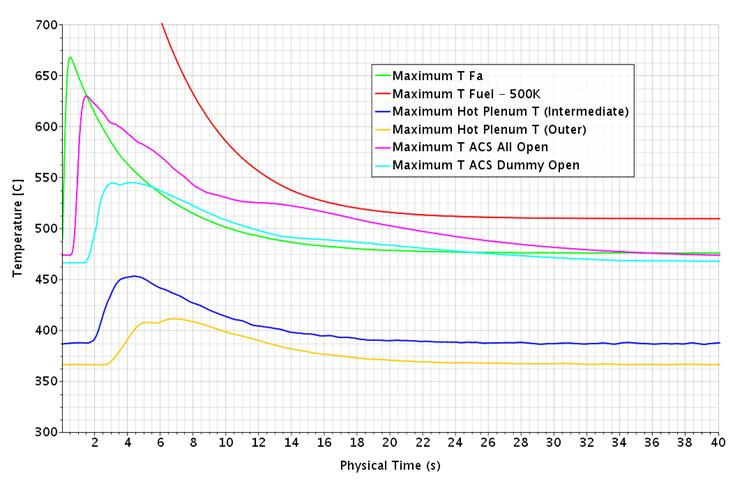 700
650
600
550
500
450
400
350
300
Temperature [C]
Maximum T Fa
Maximum T Fuel – 500K
Maximum Hot Plenum T (Intermediate)
Maximum Hot Plenum T (Outer)
Maximum T ACS All Open
Maximum T ACS Dummy Open
2 4 6 8 10 12 14 16 18 20 22 24 26 28 30 32 34 36 38 40
Physical Time (s)